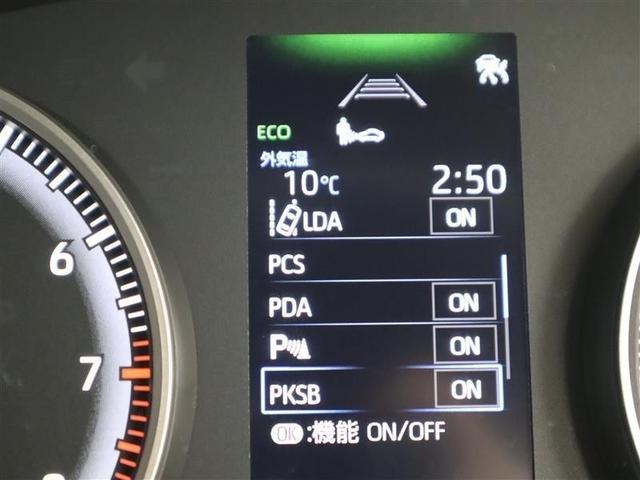 ECO
外気温
10℃ 2:50
LDA ON
PCS
PDA ON
P ON
PKSB ON
OK :機能 ON/OFF
6
7